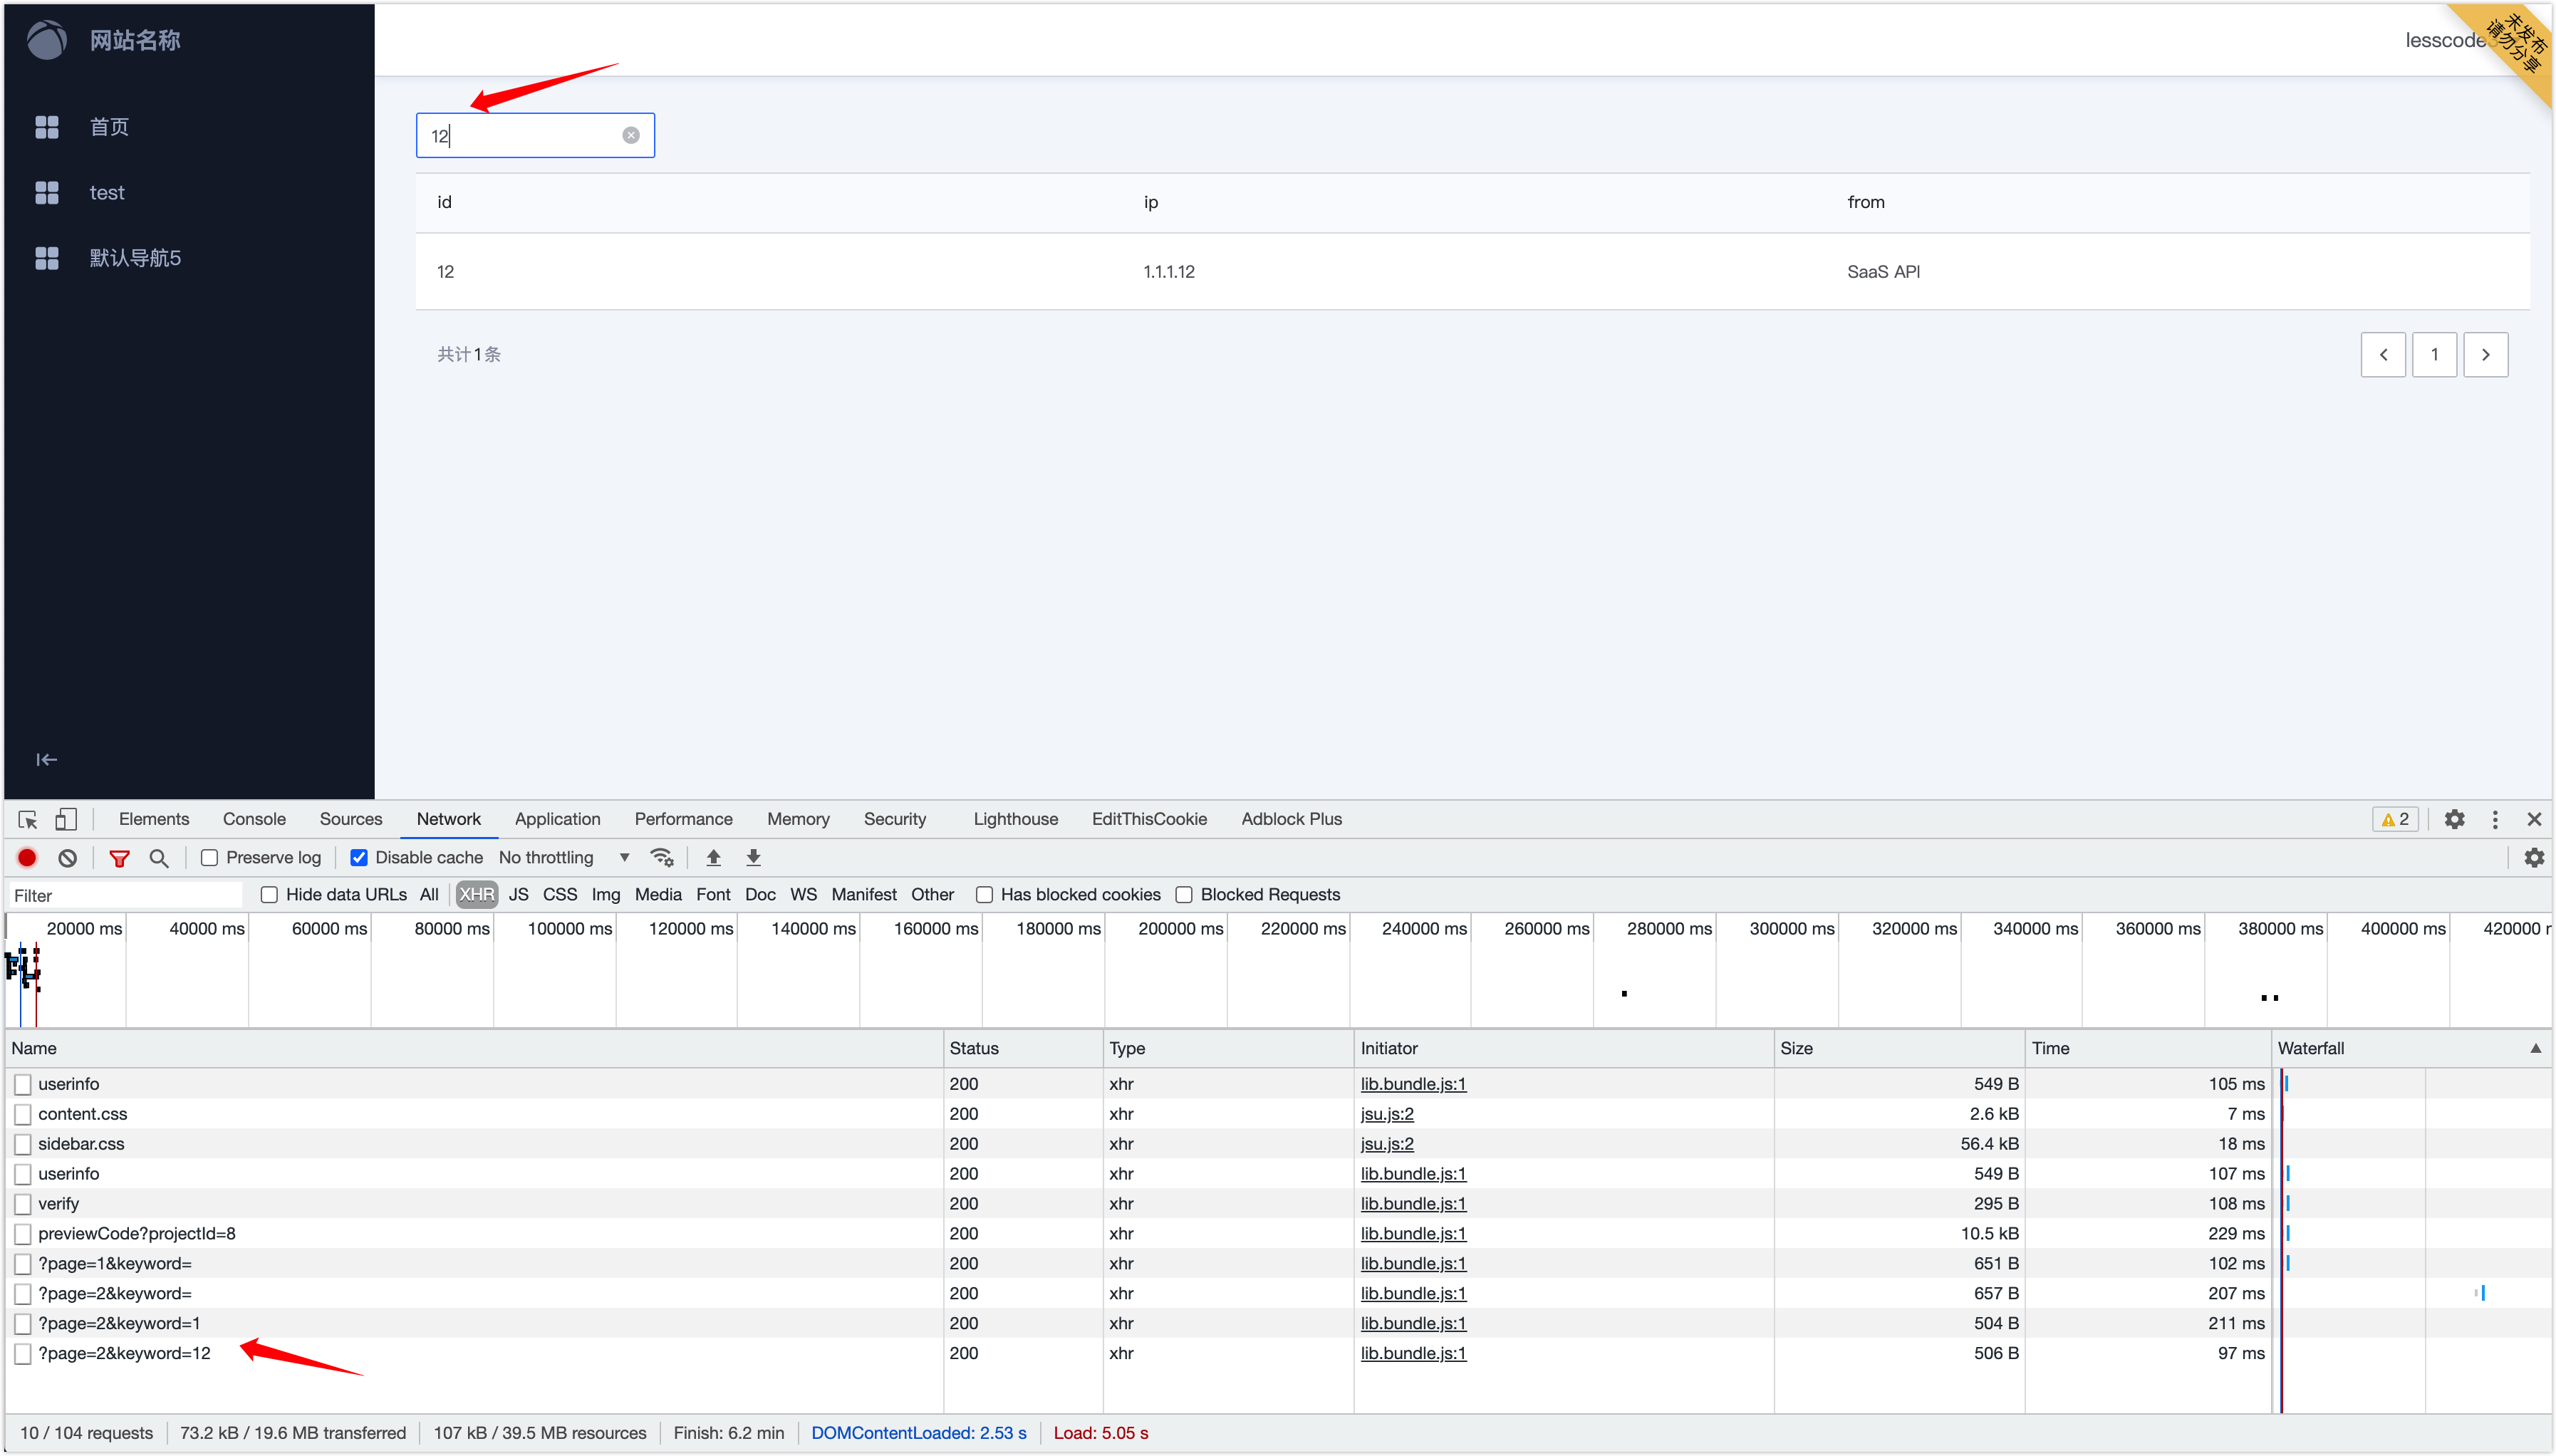 网站名称
lesscode
未发布
请勿分享
首页
test
默认导航5
12
id ip from
12 1.1.1.12 SaaS API
共计1条
1
Elements Console Sources Network Application Performance Memory Security Lighthouse EditThisCookie Adblock Plus 2
Preserve log Disable cache No throttling
Filter Hide data URLs All XHR JS CSS Img Media Font Doc WS Manifest Other Has blocked cookies Blocked Requests
20000 ms 40000 ms 60000 ms 80000 ms 100000 ms 120000 ms 140000 ms 160000 ms 180000 ms 200000 ms 220000 ms 240000 ms 260000 ms 280000 ms 300000 ms 320000 ms 340000 ms 360000 ms 380000 ms 400000 ms 420000
Name Status Type Initiator Size Time Waterfall
userinfo 200 xhr lib.bundle.js:1 549 B 105 ms
content.css 200 xhr jsu.js:2 2.6 kB 7 ms
sidebar.css 200 xhr jsu.js:2 56.4 kB 18 ms
userinfo 200 xhr lib.bundle.js:1 549 B 107 ms
verify 200 xhr lib.bundle.js:1 295 B 108 ms
previewCode?projectId=8 200 xhr lib.bundle.js:1 10.5 kB 229 ms
?page=1&keyword= 200 xhr lib.bundle.js:1 651 B 102 ms
?page=2&keyword= 200 xhr lib.bundle.js:1 657 B 207 ms
?page=2&keyword=1 200 xhr lib.bundle.js:1 504 B 211 ms
?page=2&keyword=12 200 xhr lib.bundle.js:1 506 B 97 ms
10 / 104 requests 73.2 kB / 19.6 MB transferred 107 kB / 39.5 MB resources Finish: 6.2 min DOMContentLoaded: 2.53 s Load: 5.05 s